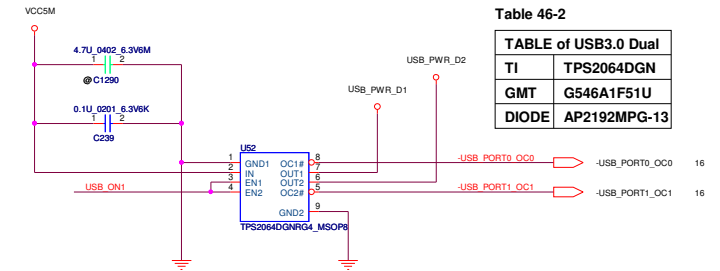 VCC5M
Table 46-2
4.7U_0402_6.3V6M
1 2
@ C1290
0.1U_0201_6.3V6K
1 2
C239
USB_PWR_D2
USB_PWR_D1
TABLE of USB3.0 Dual
TI TPS2064DGN
GMT G546A1F51U
DIODE AP2192MPG-13
U52
1 GND1 OC1# 8
2 IN OUT1 7
3 EN1 OUT2 6
4 EN2 OC2# 5
GND2 9
TPS2064DGNRG4_MSOP8
USB_ON1
-USB_PORT0_OC0 -USB_PORT0_OC0 16
-USB_PORT1_OC1 -USB_PORT1_OC1 16